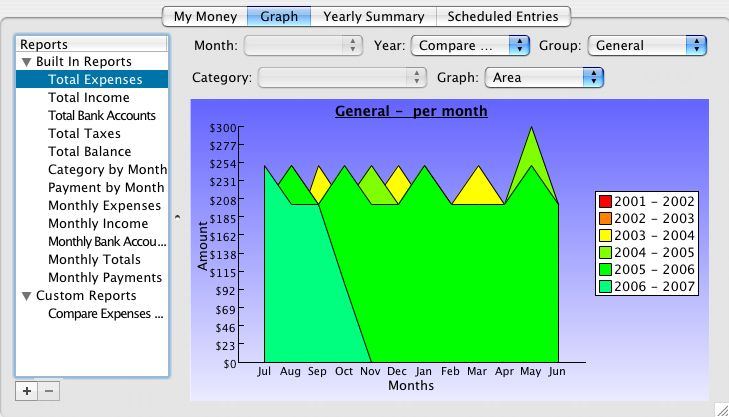 My Money Graph Yearly Summary Scheduled Entries
Reports
Built In Reports
Total Expenses
Total Income
Total Bank Accounts
Total Taxes
Total Balance
Category by Month
Payment by Month
Monthly Expenses
Monthly Income
Monthly Bank Accou...
Monthly Totals
Monthly Payments
Custom Reports
Compare Expenses ...
+ −
Month: Year: Compare ... Group: General
Category: Graph: Area
General - per month
Amount
$300
$277
$254
$231
$208
$185
$162
$138
$115
$92
$69
$46
$23
$0
Jul Aug Sep Oct Nov Dec Jan Feb Mar Apr May Jun
Months
2001 - 2002
2002 - 2003
2003 - 2004
2004 - 2005
2005 - 2006
2006 - 2007